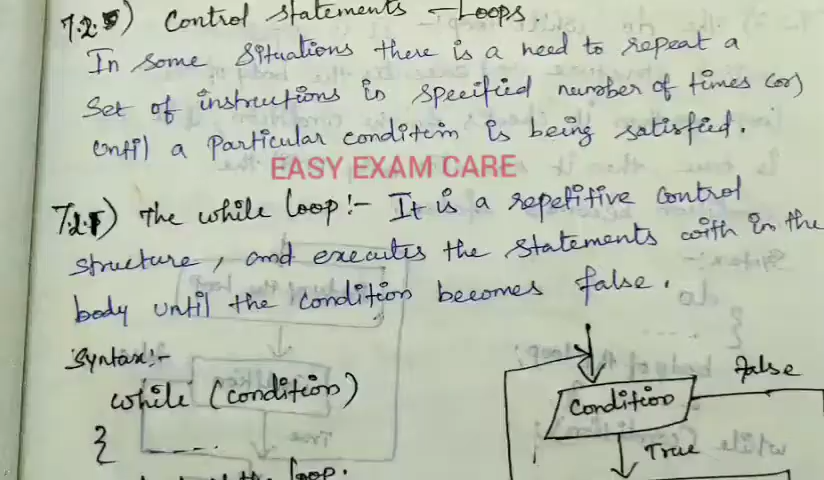 7.2.5) Control Statements - Loops.
In some Situations there is a need to repeat a
Set of instructions in specified number of times (or)
until a Particular condition is being satisfied.
EASY EXAM CARE
The while loop:- It is a repetitive control
structure, and executes the statements with in the
body until the condition becomes false.
Syntax:-
while (condition)
{ -----
the loop.
Condition
false
True